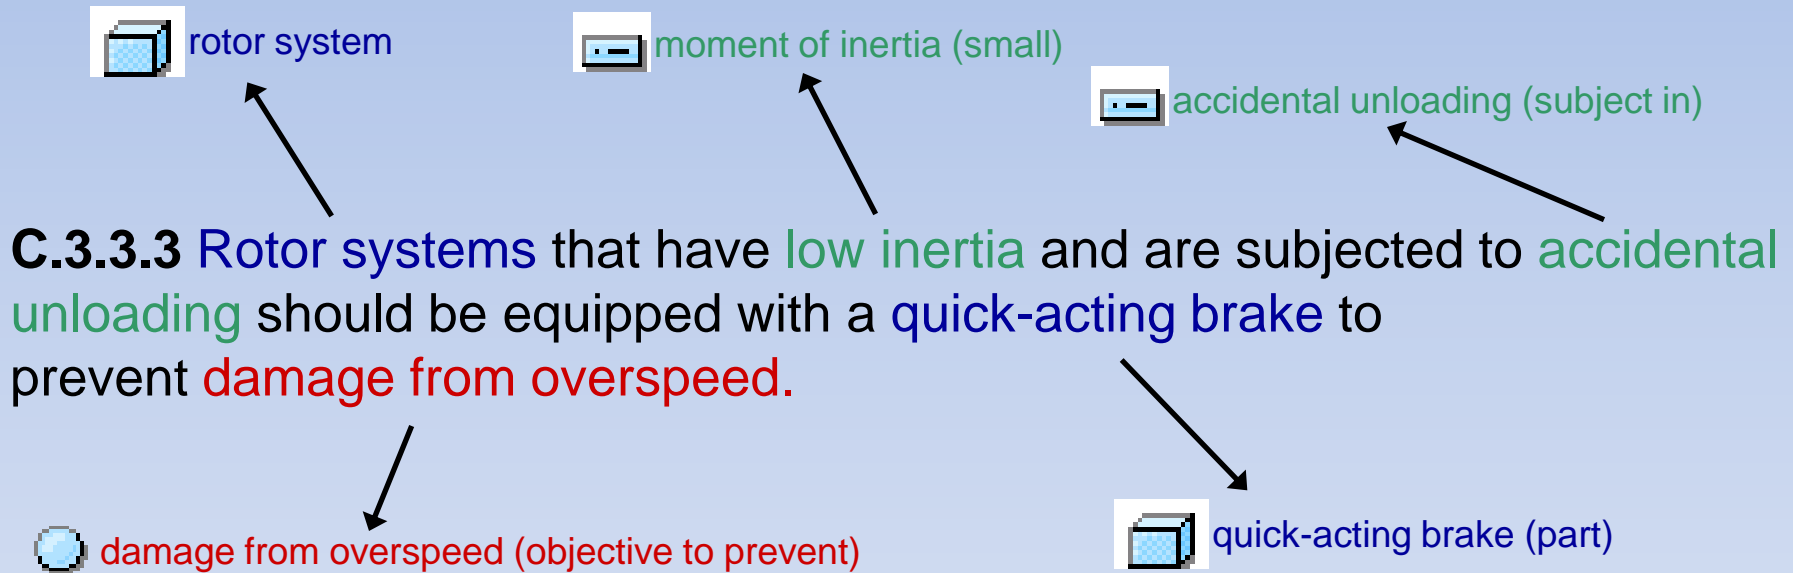 rotor system
moment of inertia (small)
accidental unloading (subject in)
C.3.3.3 Rotor systems that have low inertia and are subjected to accidental
unloading should be equipped with a quick-acting brake to
prevent damage from overspeed.
damage from overspeed (objective to prevent)
quick-acting brake (part)